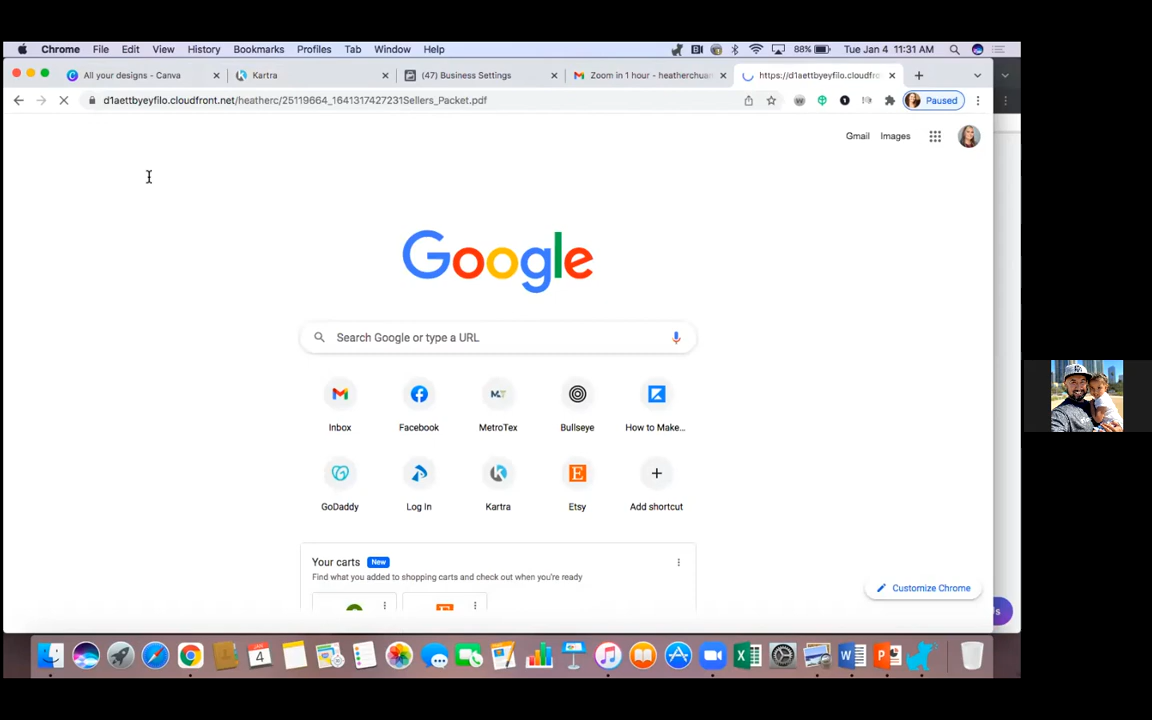 Chrome File Edit View History Bookmarks Profiles Tab Window Help 88% Tue Jan 4 11:31 AM
All your designs - Canva Kartra (47) Business Settings Zoom in 1 hour - heatherchuan https://d1aettbyeyfilo.cloudfro
d1aettbyeyfilo.cloudfront.net/heatherc/25119664_1641317427231Sellers_Packet.pdf Paused
Gmail Images
Google
Search Google or type a URL
Inbox Facebook MetroTex Bullseye How to Make...
GoDaddy Log In Kartra Etsy Add shortcut
Your carts New
Find what you added to shopping carts and check out when you're ready
Customize Chrome